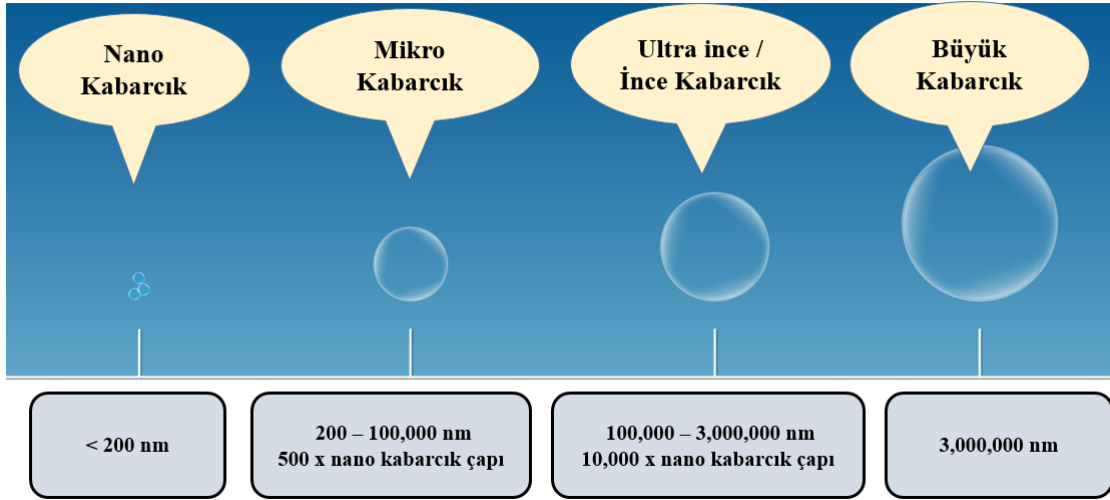 Nano
Kabarcık
Mikro
Kabarcık
Ultra ince /
İnce Kabarcık
Büyük
Kabarcık
< 200 nm
200 – 100,000 nm
500 x nano kabarcık çapı
100,000 – 3,000,000 nm
10,000 x nano kabarcık çapı
3,000,000 nm